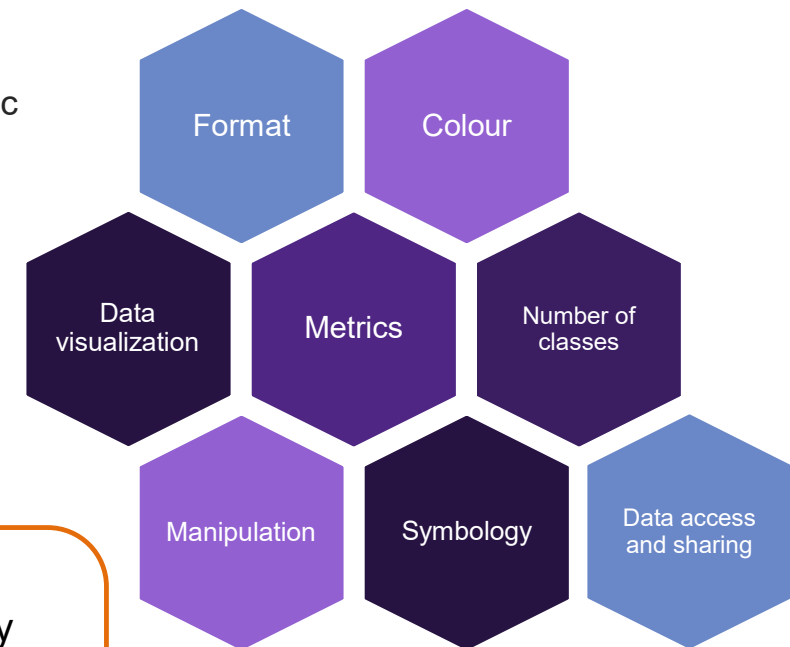 c
Format
Colour
Data
visualization
Metrics
Number of
classes
Manipulation
Symbology
Data access
and sharing
y